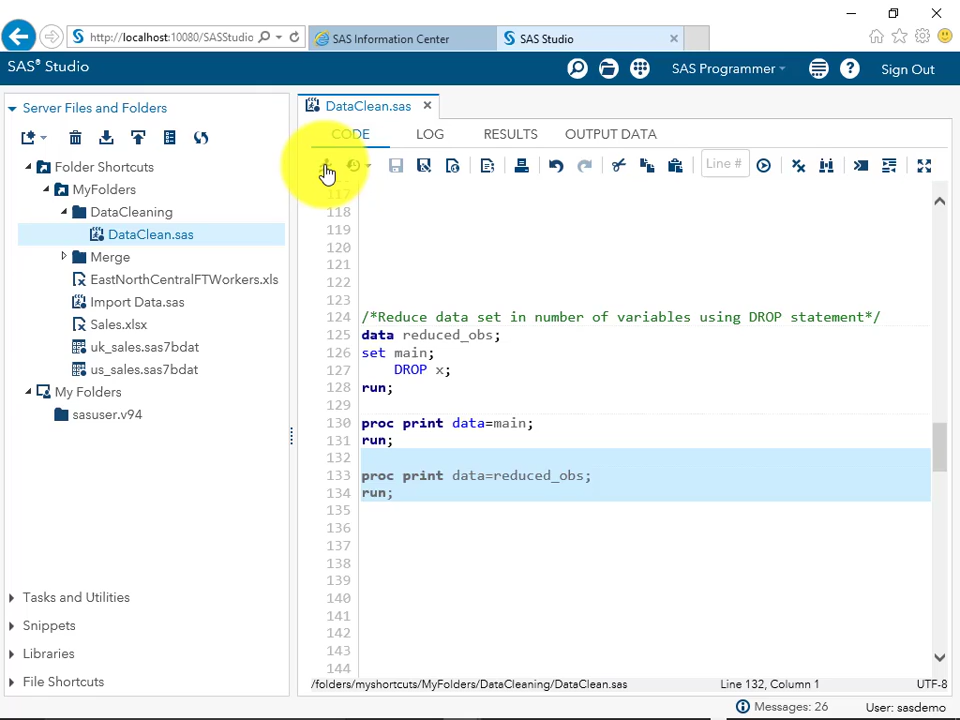 http://localhost:10080/SASStudio
SAS Information Center
SAS Studio
SAS® Studio
SAS Programmer
Sign Out
Server Files and Folders
Folder Shortcuts
MyFolders
DataCleaning
DataClean.sas
Merge
EastNorthCentralFTWorkers.xls
Import Data.sas
Sales.xlsx
uk_sales.sas7bdat
us_sales.sas7bdat
My Folders
sasuser.v94
Tasks and Utilities
Snippets
Libraries
File Shortcuts
DataClean.sas
CODE
LOG
RESULTS
OUTPUT DATA
Line #
117
118
119
120
121
122
123
124 /*Reduce data set in number of variables using DROP statement*/
125 data reduced_obs;
126 set main;
127 DROP x;
128 run;
129
130 proc print data=main;
131 run;
132
133 proc print data=reduced_obs;
134 run;
135
136
137
138
139
140
141
142
143
144
/folders/myshortcuts/MyFolders/DataCleaning/DataClean.sas
Line 132, Column 1
UTF-8
Messages: 26
User: sasdemo